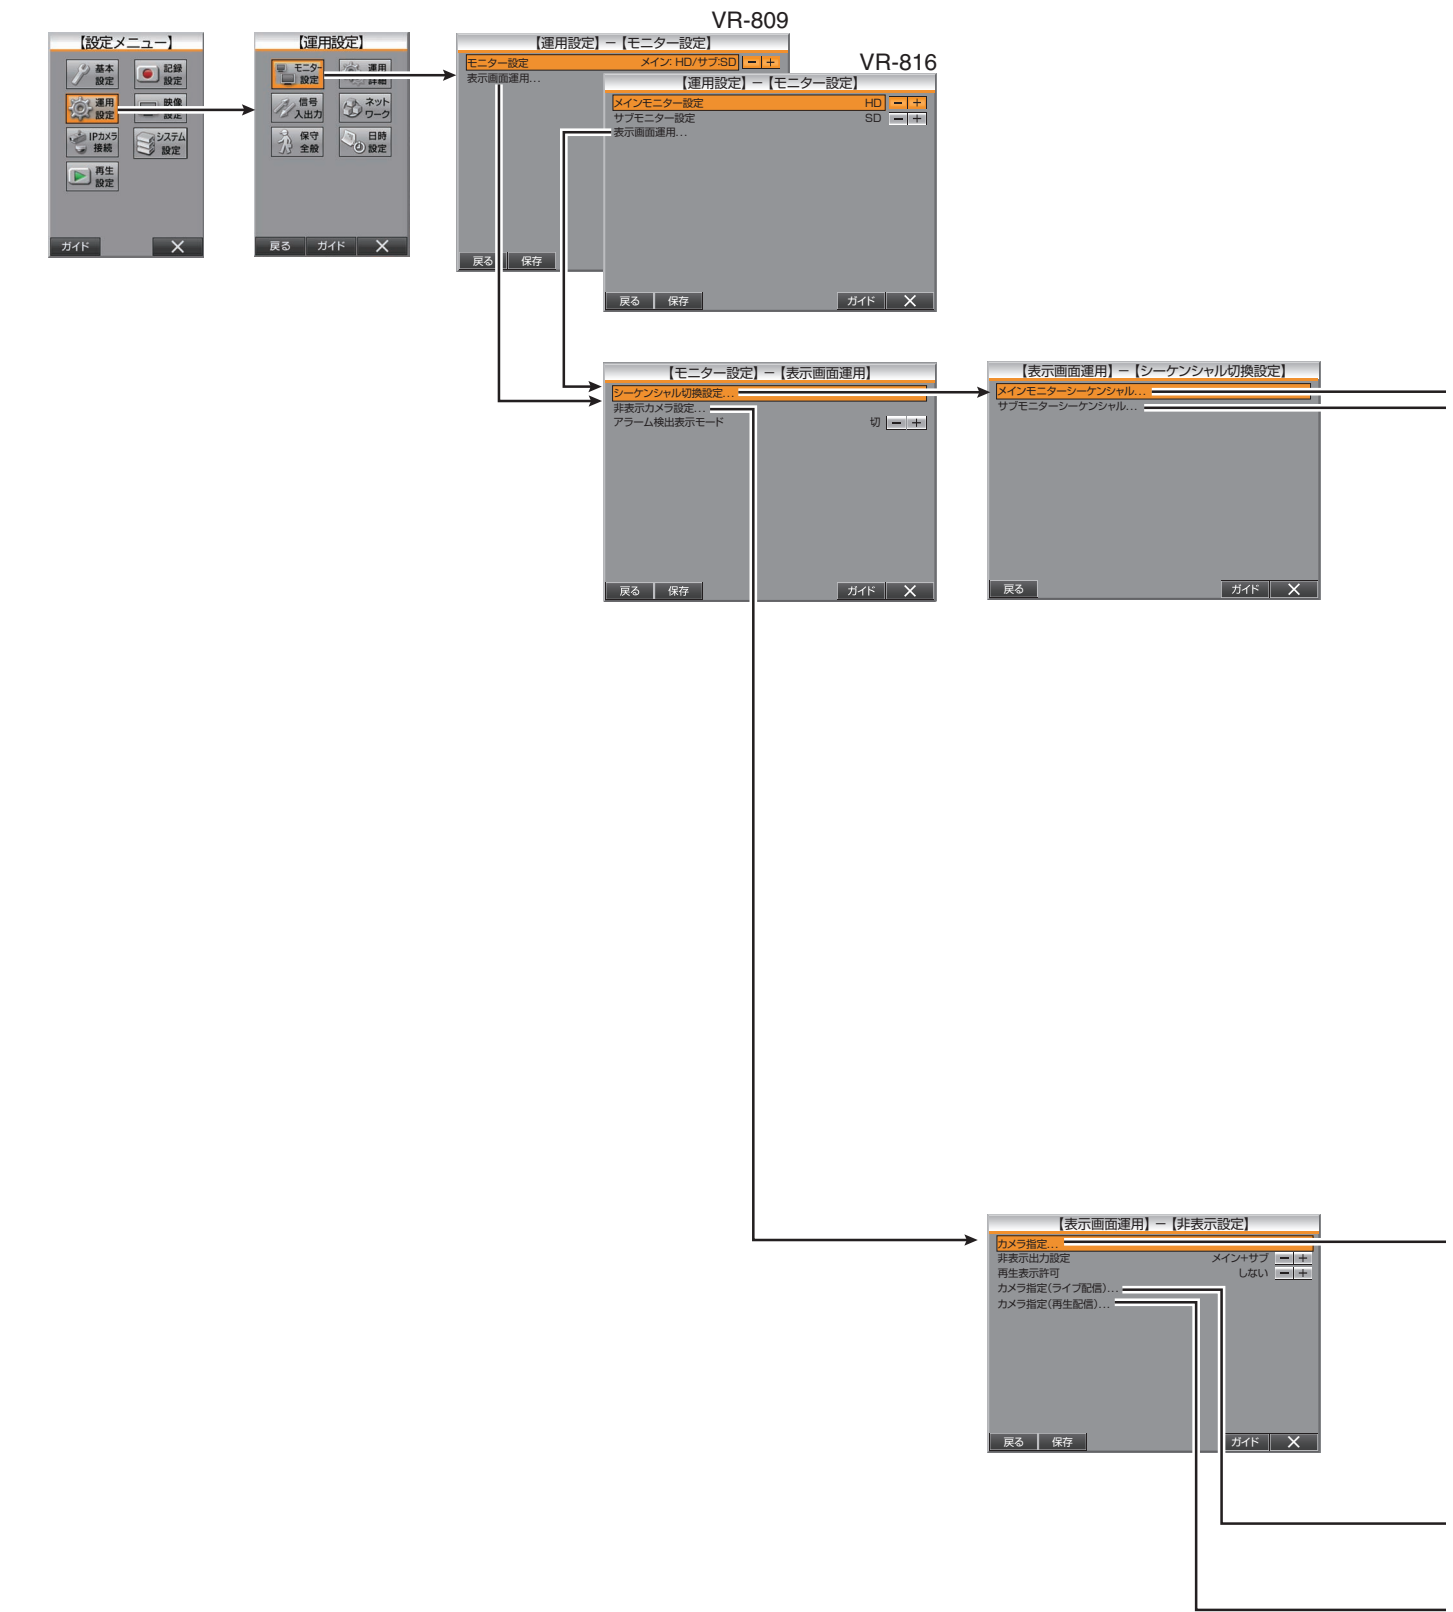 VR-809
【設定メニュー】
基本
設定
記録
設定
運用
設定
映像
設定
IPカメラ
接続
システム
設定
再生
設定
ガイド ×
【運用設定】
モニター
設定
運用
詳細
信号
入出力
ネット
ワーク
保守
全般
日時
設定
戻る ガイド ×
【運用設定】－【モニター設定】
モニター設定 メイン: HD/サブ:SD － ＋
表示画面運用...
戻る 保存
VR-816
【運用設定】－【モニター設定】
メインモニター設定 HD － ＋
サブモニター設定 SD － ＋
表示画面運用...
戻る 保存 ガイド ×
【モニター設定】－【表示画面運用】
シーケンシャル切換設定...
非表示カメラ設定...
アラーム検出表示モード 切 － ＋
戻る 保存 ガイド ×
【表示画面運用】－【シーケンシャル切換設定】
メインモニターシーケンシャル...
サブモニターシーケンシャル...
戻る ガイド ×
【表示画面運用】－【非表示設定】
カメラ指定...
非表示出力設定 メイン+サブ － ＋
再生表示許可 しない － ＋
カメラ指定(ライブ配信)...
カメラ指定(再生配信)...
戻る 保存 ガイド ×